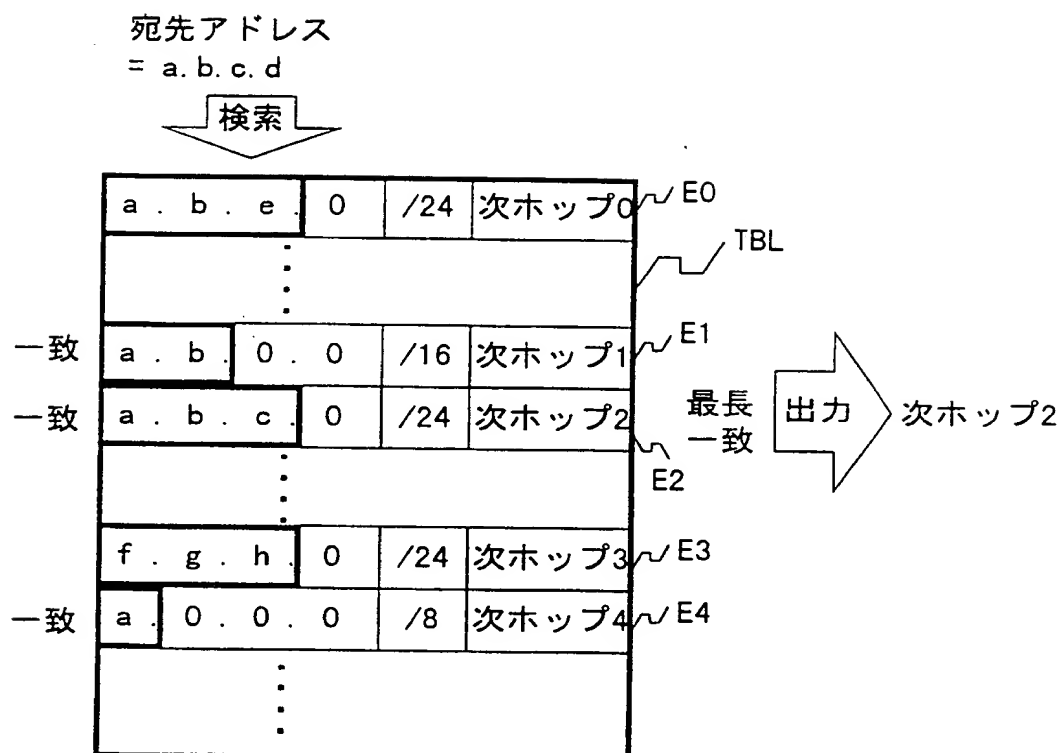 宛先アドレス
= a.b.c.d
検索
a . b . e . 0 /24 次ホップ0 E0
TBL
一致 a . b . 0 . 0 /16 次ホップ1 E1
一致 a . b . c . 0 /24 次ホップ2 E2
最長一致 出力 次ホップ2
f . g . h . 0 /24 次ホップ3 E3
一致 a . 0 . 0 . 0 /8 次ホップ4 E4